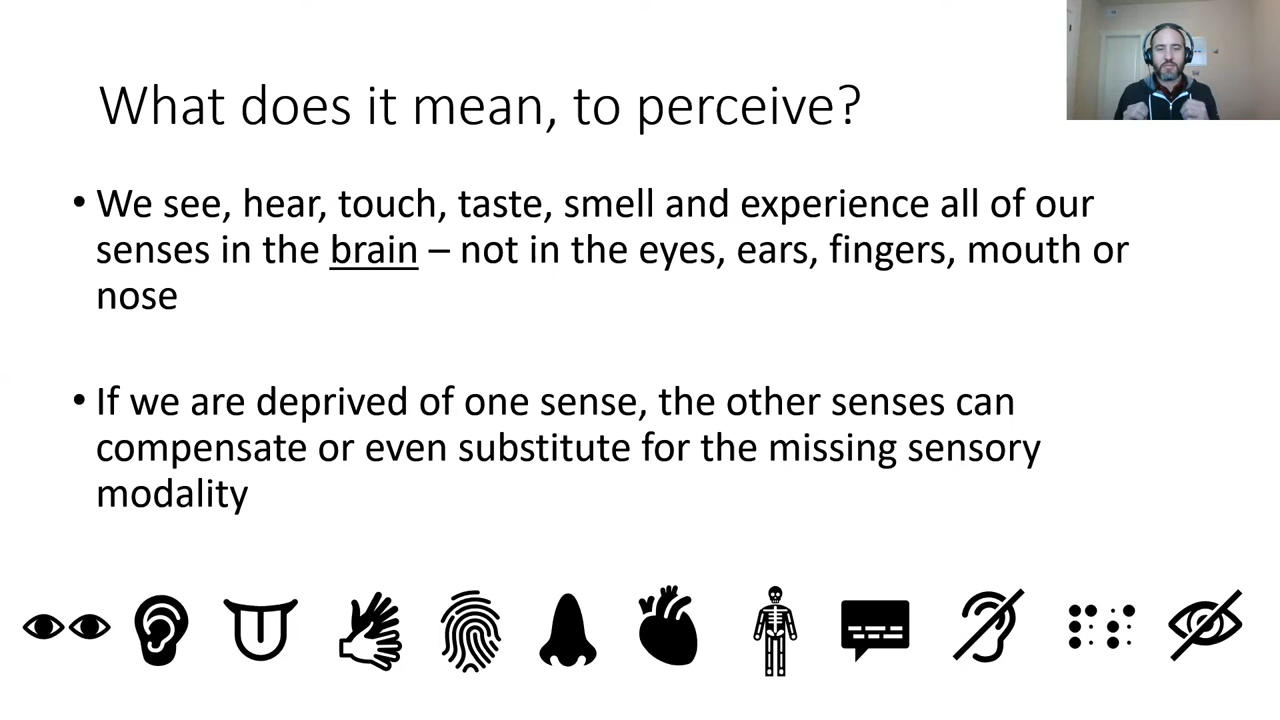 What does it mean, to perceive?
• We see, hear, touch, taste, smell and experience all of our
senses in the brain – not in the eyes, ears, fingers, mouth or
nose
• If we are deprived of one sense, the other senses can
compensate or even substitute for the missing sensory
modality